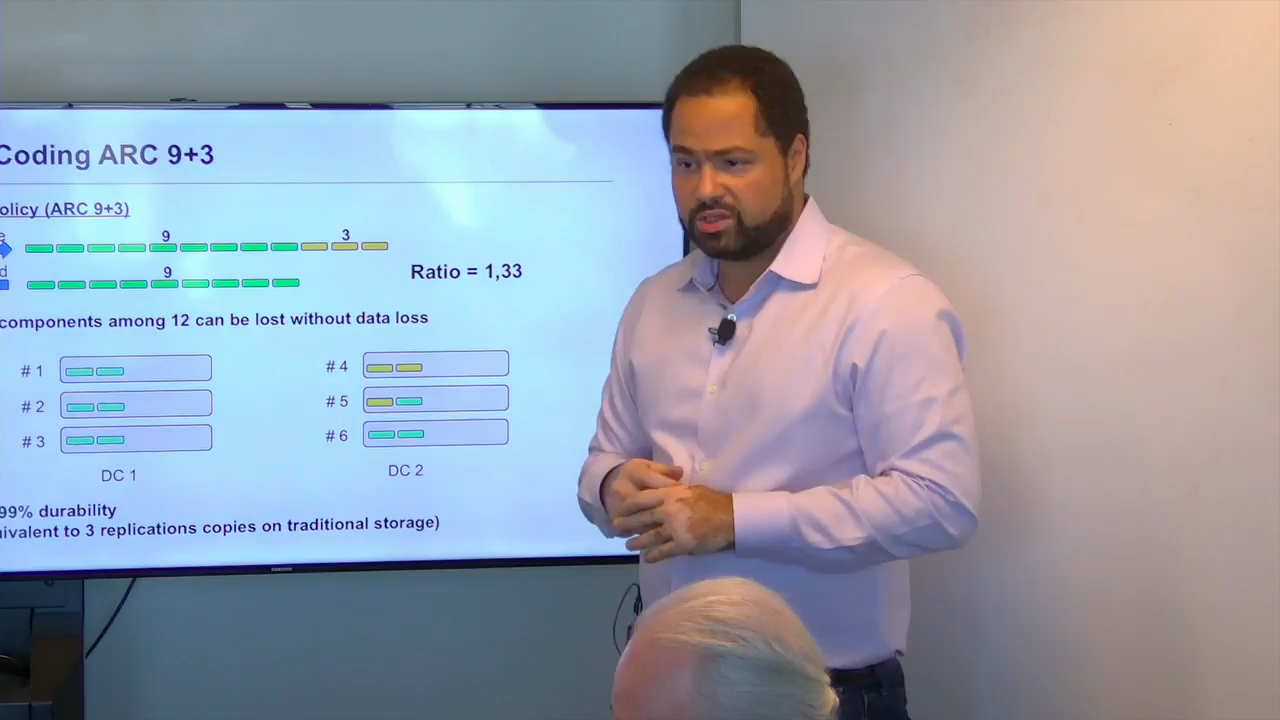 Coding ARC 9+3
olicy (ARC 9+3)
9
3
e
d
9
Ratio = 1,33
components among 12 can be lost without data loss
# 1
# 4
# 2
# 5
# 3
# 6
DC 1
DC 2
99% durability
ivalent to 3 replications copies on traditional storage)
SAMSUNG